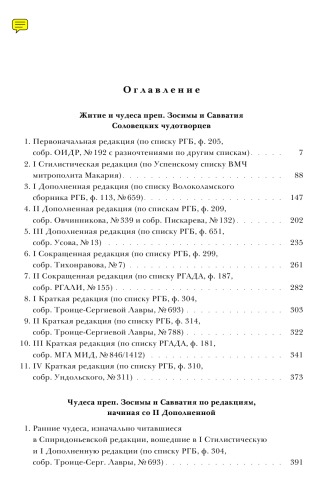 Оглавление
Житие и чудеса преп. Зосимы и Савватия
Соловецких чудотворцев
1. Первоначальная редакция (по списку РГБ, ф. 205,
собр. ОИДР, № 192 с разночтениями по другим спискам) . . . . . 7
2. I Стилистическая редакция (по Успенскому списку ВМЧ
митрополита Макария) . . . . . 88
3. I Дополненная редакция (по списку Волоколамского
сборника РГБ, ф. 113, № 659) . . . . . 147
4. II Дополненная редакция (по спискам РГБ, ф. 209,
собр. Овчинникова, № 339 и собр. Пискарева, № 132) . . . . . 202
5. III Дополненная редакция (по списку РГБ, ф. 651,
собр. Усова, № 13) . . . . . 235
6. I Сокращенная редакция (по списку РГБ, ф. 299,
собр. Тихонравова, № 7) . . . . . 261
7. II Сокращенная редакция (по списку РГАДА, ф. 187,
собр. РГАЛИ, № 155) . . . . . 282
8. I Краткая редакция (по списку РГБ, ф. 304,
собр. Троице-Сергиевой Лавры, № 693) . . . . . 303
9. II Краткая редакция (по списку РГБ, ф. 314,
собр. Троице-Сергиевой Лавры, № 788) . . . . . 322
10. III Краткая редакция (по списку РГАДА, ф. 181,
собр. МГА МИД, № 846/1412) . . . . . 341
11. IV Краткая редакция (по списку РГБ, ф. 310,
собр. Ундольского, № 311) . . . . . 373
Чудеса преп. Зосимы и Савватия по редакциям,
начиная со II Дополненной
1. Ранние чудеса, изначально читавшиеся
в Спиридоньевской редакции, вошедшие в I Стилистическую
и I Дополненную редакции (по списку РГБ, ф. 304,
собр. Троице-Серг. Лавры, № 693) . . . . . 391